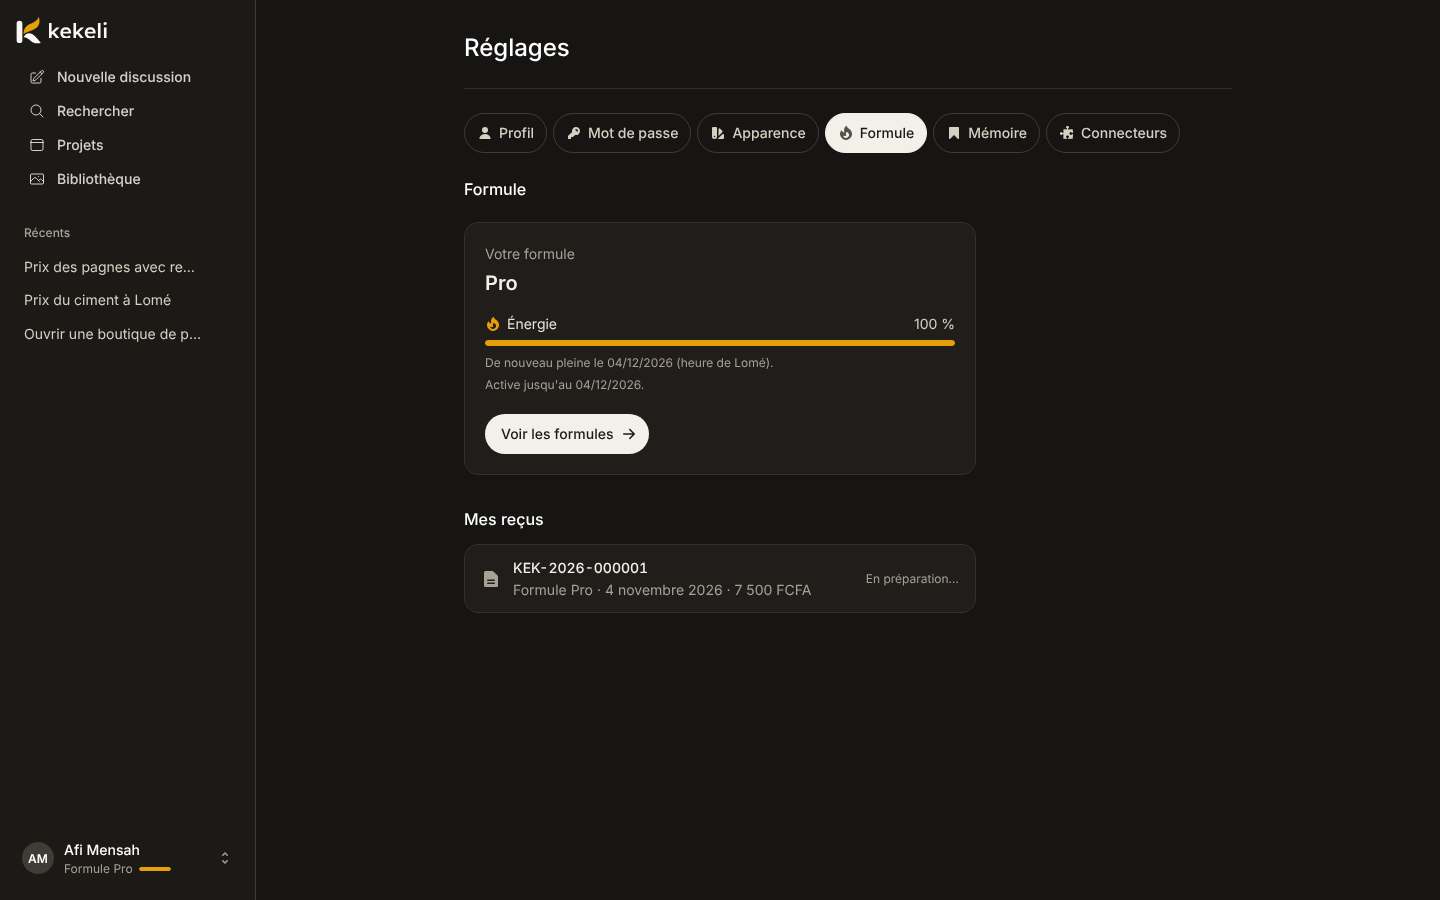 kekeli
Nouvelle discussion
Rechercher
Projets
Bibliothèque
Récents
Prix des pagnes avec re...
Prix du ciment à Lomé
Ouvrir une boutique de p...
AM
Afi Mensah
Formule Pro
Réglages
Profil
Mot de passe
Apparence
Formule
Mémoire
Connecteurs
Formule
Votre formule
Pro
Énergie
100 %
De nouveau pleine le 04/12/2026 (heure de Lomé).
Active jusqu'au 04/12/2026.
Voir les formules
Mes reçus
KEK-2026-000001
Formule Pro · 4 novembre 2026 · 7 500 FCFA
En préparation...